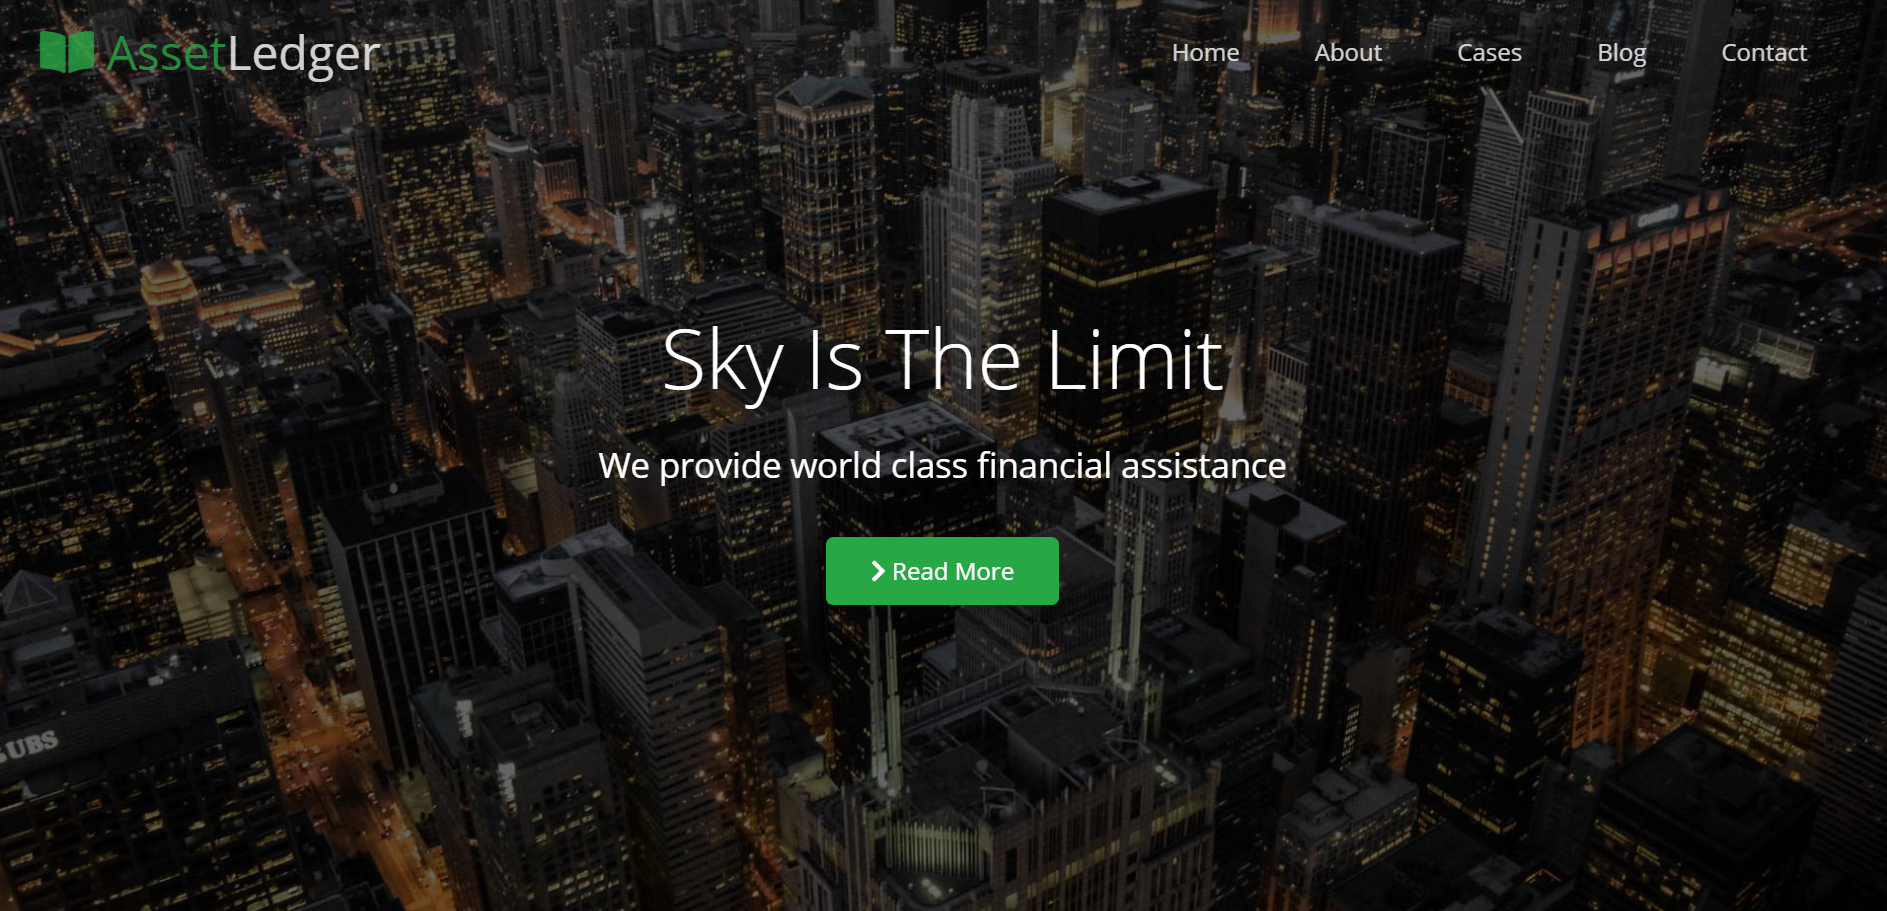 AssetLedger
Home
About
Cases
Blog
Contact
Sky Is The Limit
We provide world class financial assistance
Read More
UBS